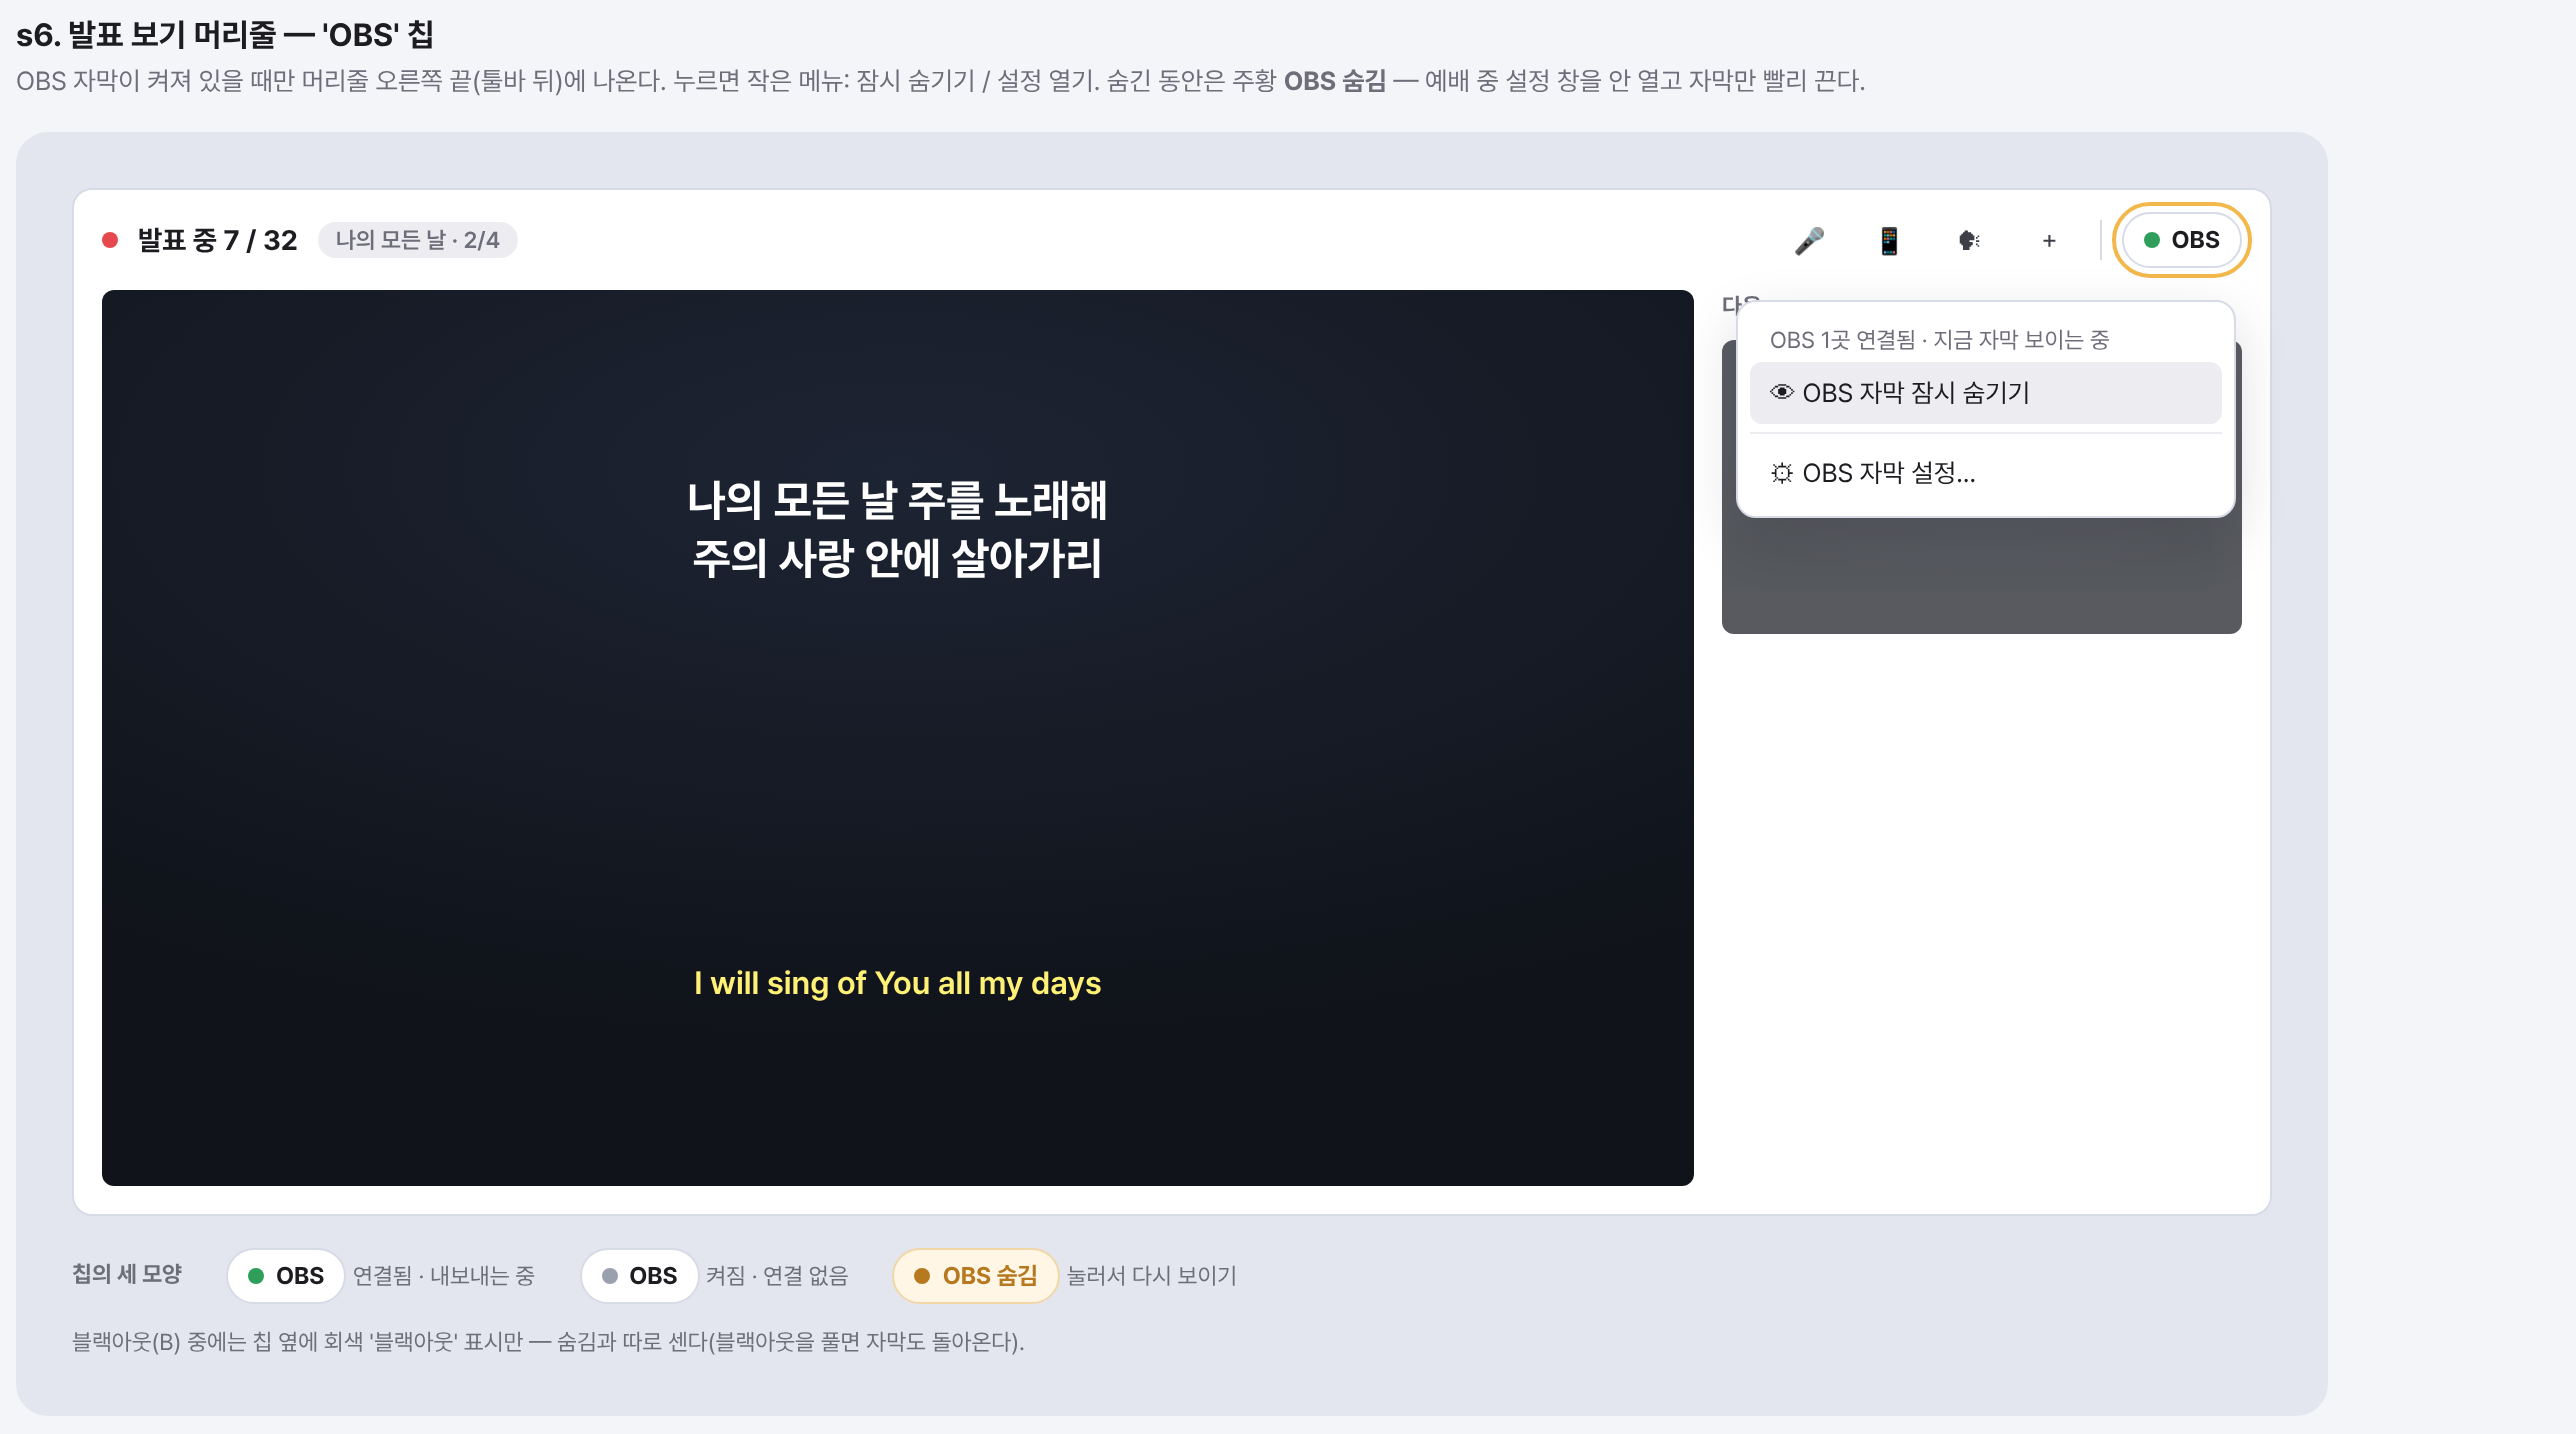 s6. 발표 보기 머리줄 — 'OBS' 칩
OBS 자막이 켜져 있을 때만 머리줄 오른쪽 끝(툴바 뒤)에 나온다. 누르면 작은 메뉴: 잠시 숨기기 / 설정 열기. 숨긴 동안은 주황 OBS 숨김 — 예배 중 설정 창을 안 열고 자막만 빨리 끈다.
발표 중 7 / 32 나의 모든 날 · 2/4 + OBS
OBS 1곳 연결됨 · 지금 자막 보이는 중
OBS 자막 잠시 숨기기
OBS 자막 설정...
나의 모든 날 주를 노래해
주의 사랑 안에 살아가리
I will sing of You all my days
칩의 세 모양 OBS 연결됨 · 내보내는 중 OBS 켜짐 · 연결 없음 OBS 숨김 눌러서 다시 보이기
블랙아웃(B) 중에는 칩 옆에 회색 '블랙아웃' 표시만 — 숨김과 따로 센다(블랙아웃을 풀면 자막도 돌아온다).